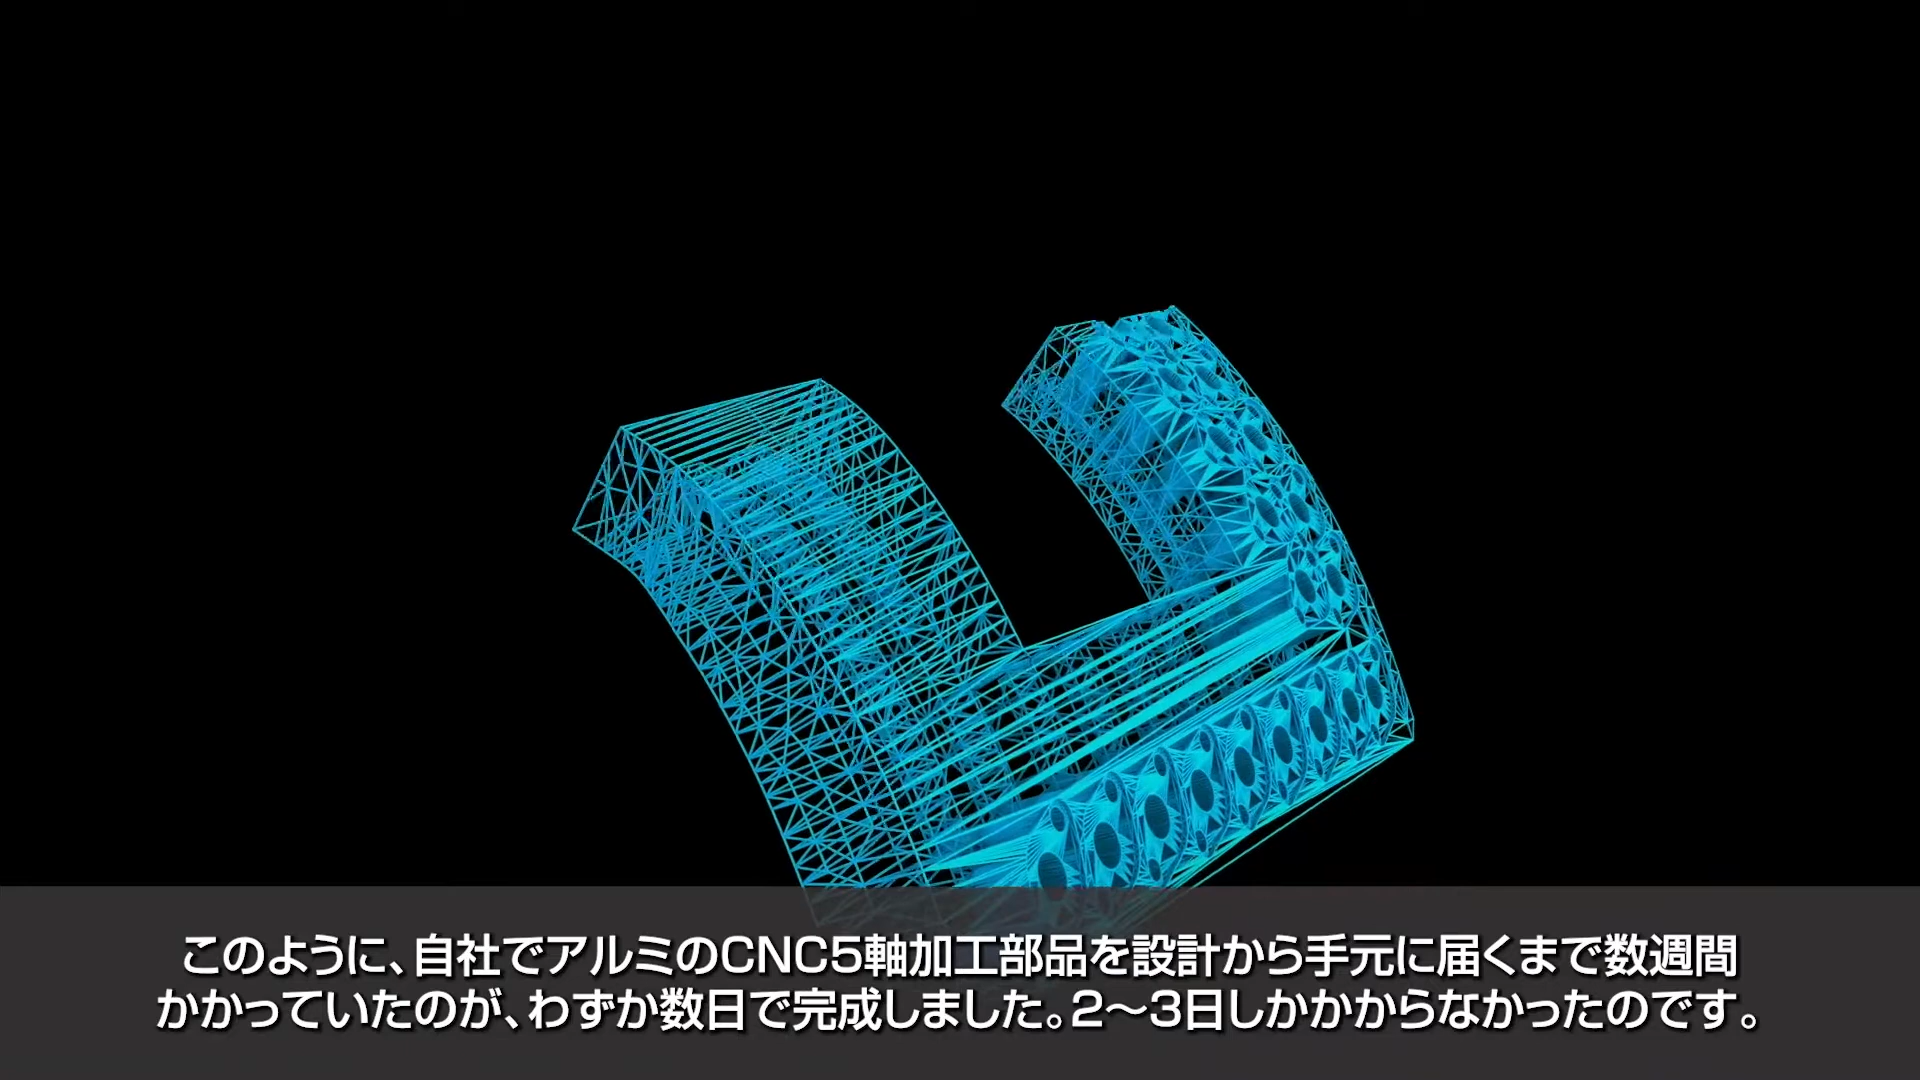 このように、自社でアルミのCNC5軸加工部品を設計から手元に届くまで数週間
かかっていたのが、わずか数日で完成しました。2～3日しかかからなかったのです。